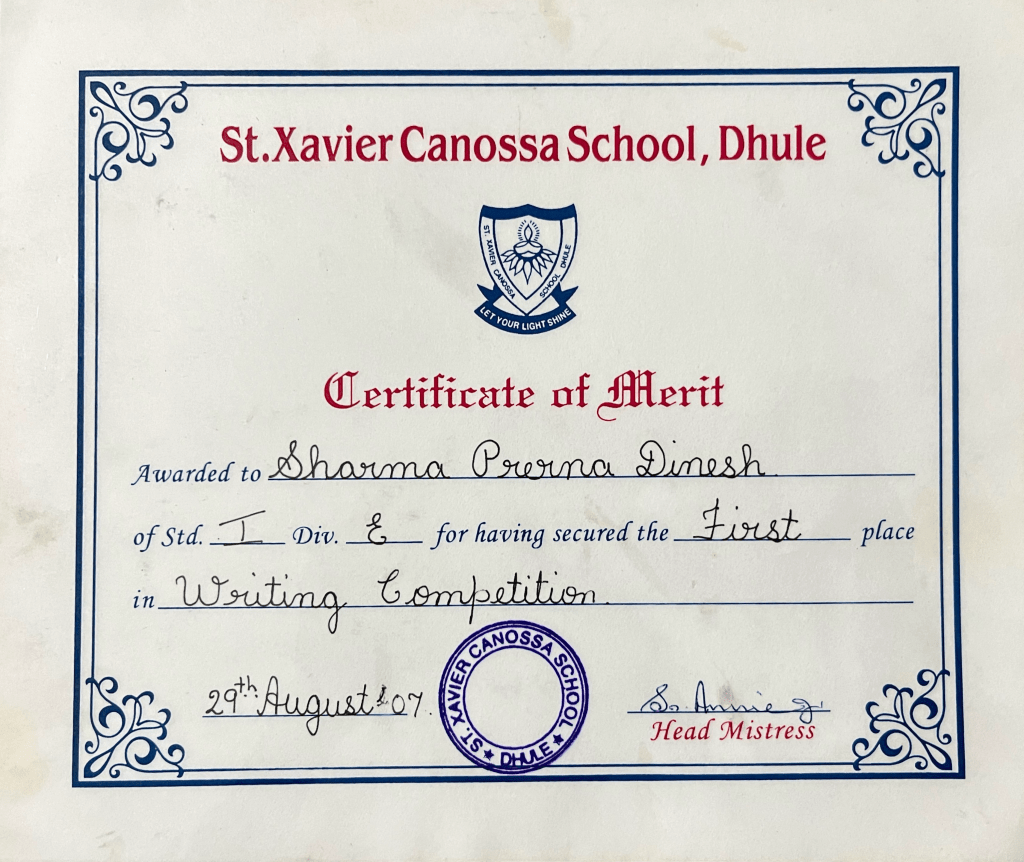 St. Xavier Canossa School, Dhule
ST. XAVIER CANOSSA SCHOOL DHULE
LET YOUR LIGHT SHINE
Certificate of Merit
Awarded to Sharma Prerna Dinesh
of Std. I Div. E for having secured the First place
in Writing Competition
29th August 07.
ST. XAVIER CANOSSA SCHOOL ★ DHULE ★
Sr. Annie J.
Head Mistress